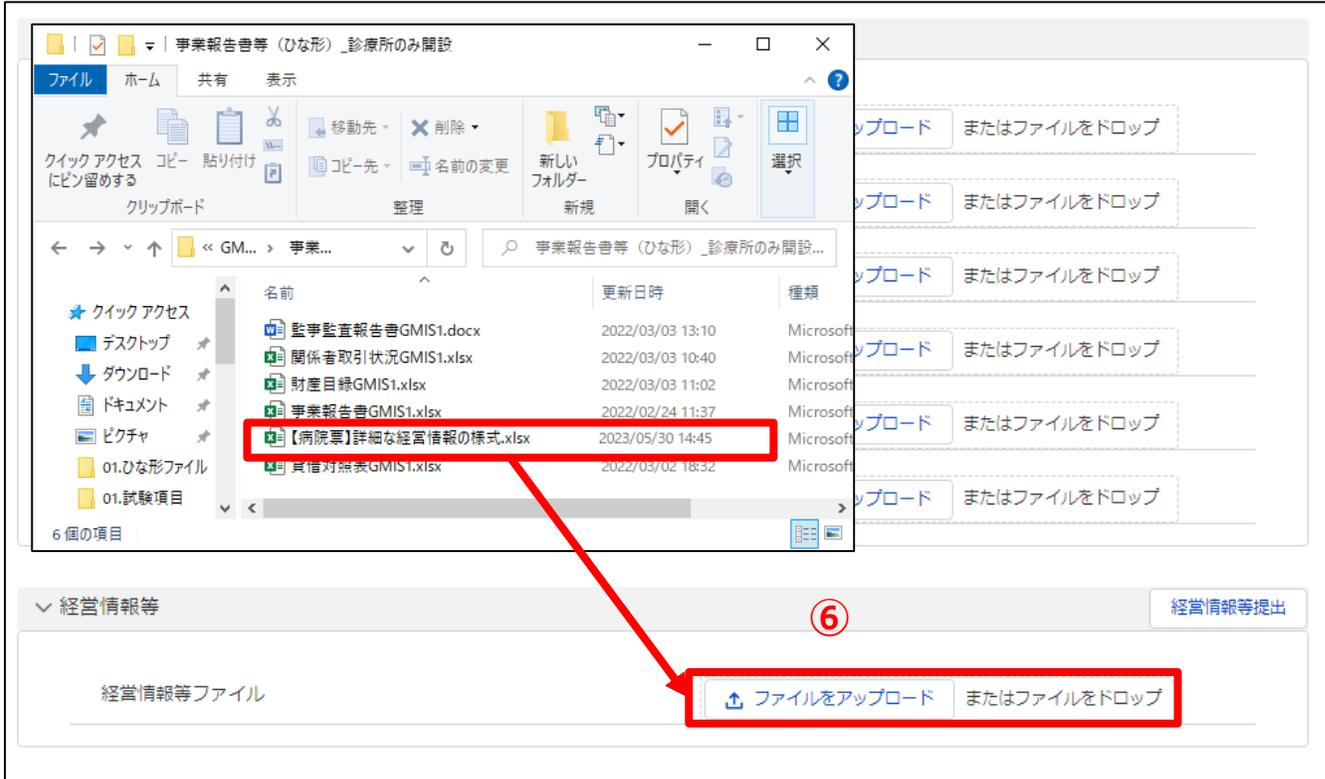 事業報告書等（ひな形）_診療所のみ開設
ファイル ホーム 共有 表示
クイック アクセス
にピン留めする
コピー
貼り付け
クリップボード
移動先
コピー先
削除
名前の変更
整理
新しい
フォルダー
新規
プロパティ
開く
選択
« GM... › 事業...
事業報告書等（ひな形）_診療所のみ開設...
クイック アクセス
デスクトップ
ダウンロード
ドキュメント
ピクチャ
01.ひな形ファイル
01.試験項目
名前 更新日時 種類
監事監査報告書GMIS1.docx 2022/03/03 13:10 Microsoft
関係者取引状況GMIS1.xlsx 2022/03/03 10:40 Microsoft
財産目録GMIS1.xlsx 2022/03/03 11:02 Microsoft
事業報告書GMIS1.xlsx 2022/02/24 11:37 Microsoft
【病院票】詳細な経営情報の様式.xlsx 2023/05/30 14:45 Microsoft
貸借対照表GMIS1.xlsx 2022/03/02 18:32 Microsoft
6 個の項目
ップロード またはファイルをドロップ
ップロード またはファイルをドロップ
ップロード またはファイルをドロップ
ップロード またはファイルをドロップ
ップロード またはファイルをドロップ
ップロード またはファイルをドロップ
経営情報等
⑥
経営情報等提出
経営情報等ファイル
ファイルをアップロード またはファイルをドロップ